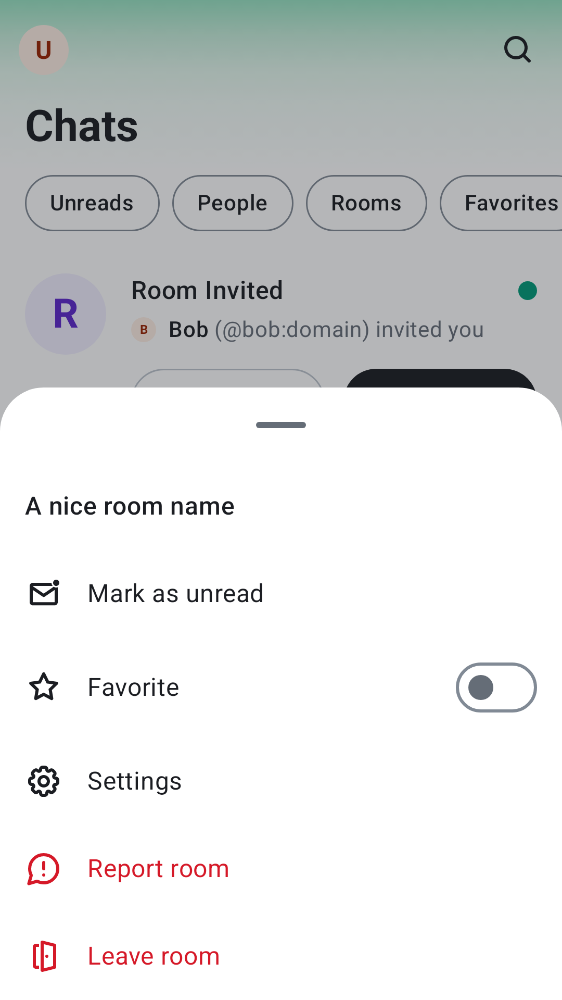 U
Chats
Unreads People Rooms Favorites
R
Room Invited
B Bob (@bob:domain) invited you
A nice room name
Mark as unread
Favorite
Settings
Report room
Leave room